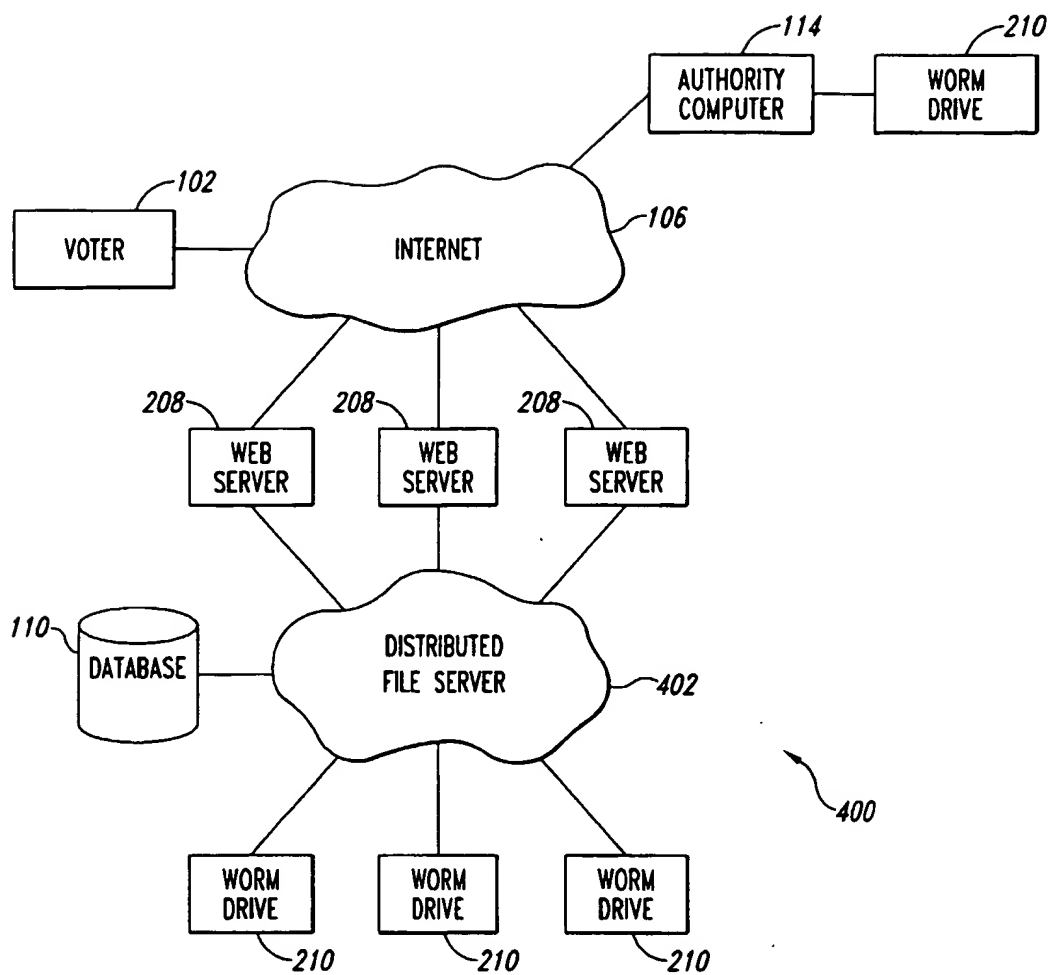 114
210
AUTHORITY
COMPUTER
WORM
DRIVE
102
VOTER
106
INTERNET
208
208
208
WEB
SERVER
WEB
SERVER
WEB
SERVER
110
DATABASE
DISTRIBUTED
FILE SERVER
402
400
WORM
DRIVE
WORM
DRIVE
WORM
DRIVE
210
210
210